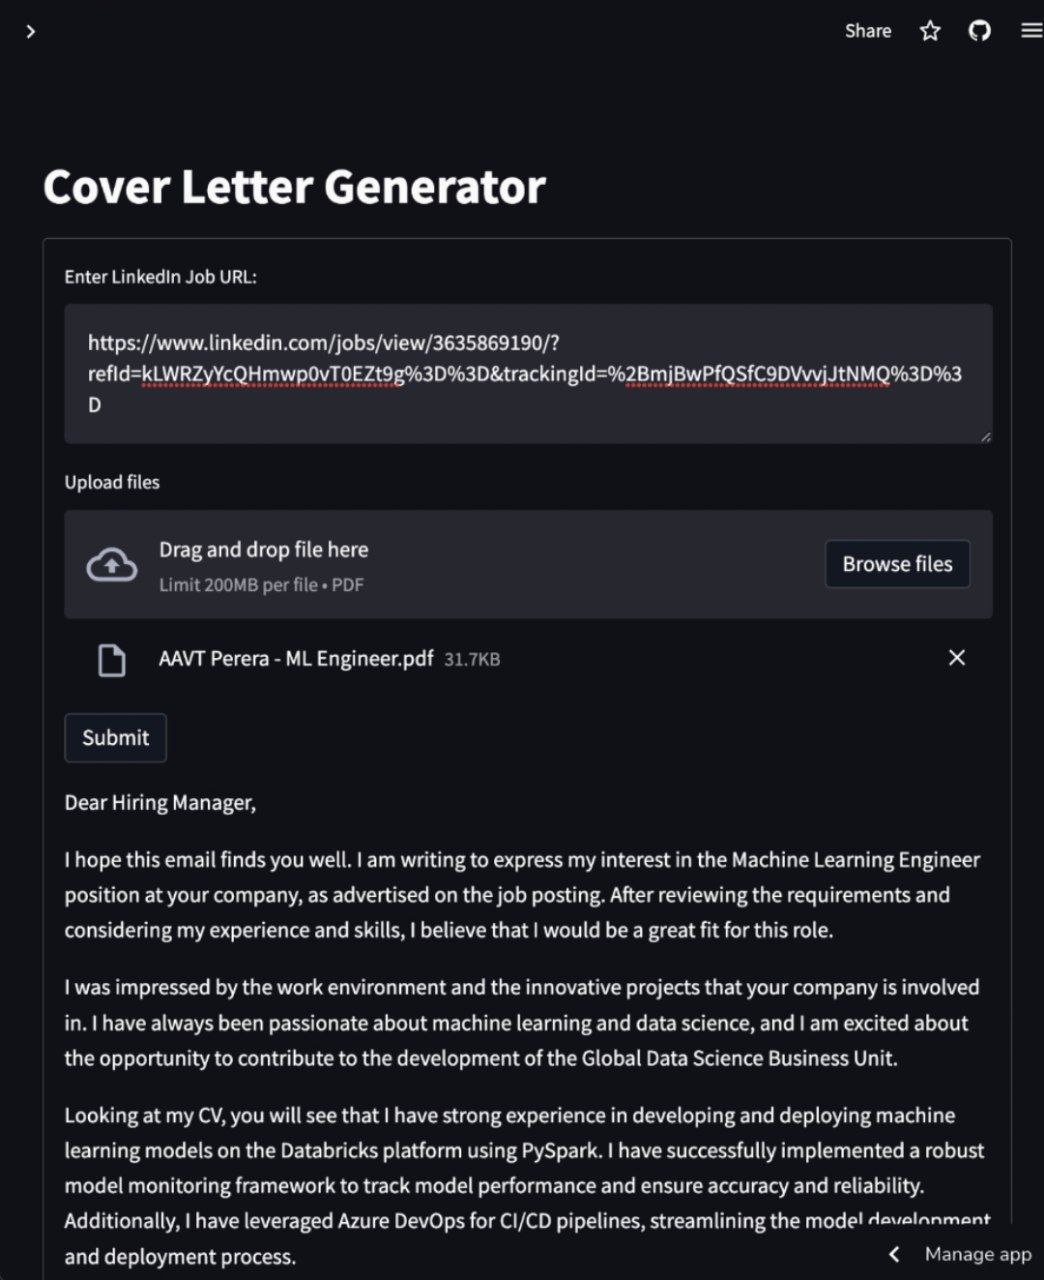 Share
Cover Letter Generator
Enter LinkedIn Job URL:
https://www.linkedin.com/jobs/view/3635869190/?
refId=kLWRZyYcQHmwp0vT0EZt9g%3D%3D&trackingId=%2BmjBwPfQSfC9DVvvjJtNMQ%3D%3
D
Upload files
Drag and drop file here
Limit 200MB per file • PDF
Browse files
AAVT Perera - ML Engineer.pdf 31.7KB
Submit
Dear Hiring Manager,
I hope this email finds you well. I am writing to express my interest in the Machine Learning Engineer
position at your company, as advertised on the job posting. After reviewing the requirements and
considering my experience and skills, I believe that I would be a great fit for this role.
I was impressed by the work environment and the innovative projects that your company is involved
in. I have always been passionate about machine learning and data science, and I am excited about
the opportunity to contribute to the development of the Global Data Science Business Unit.
Looking at my CV, you will see that I have strong experience in developing and deploying machine
learning models on the Databricks platform using PySpark. I have successfully implemented a robust
model monitoring framework to track model performance and ensure accuracy and reliability.
Additionally, I have leveraged Azure DevOps for CI/CD pipelines, streamlining the model development
and deployment process.
Manage app